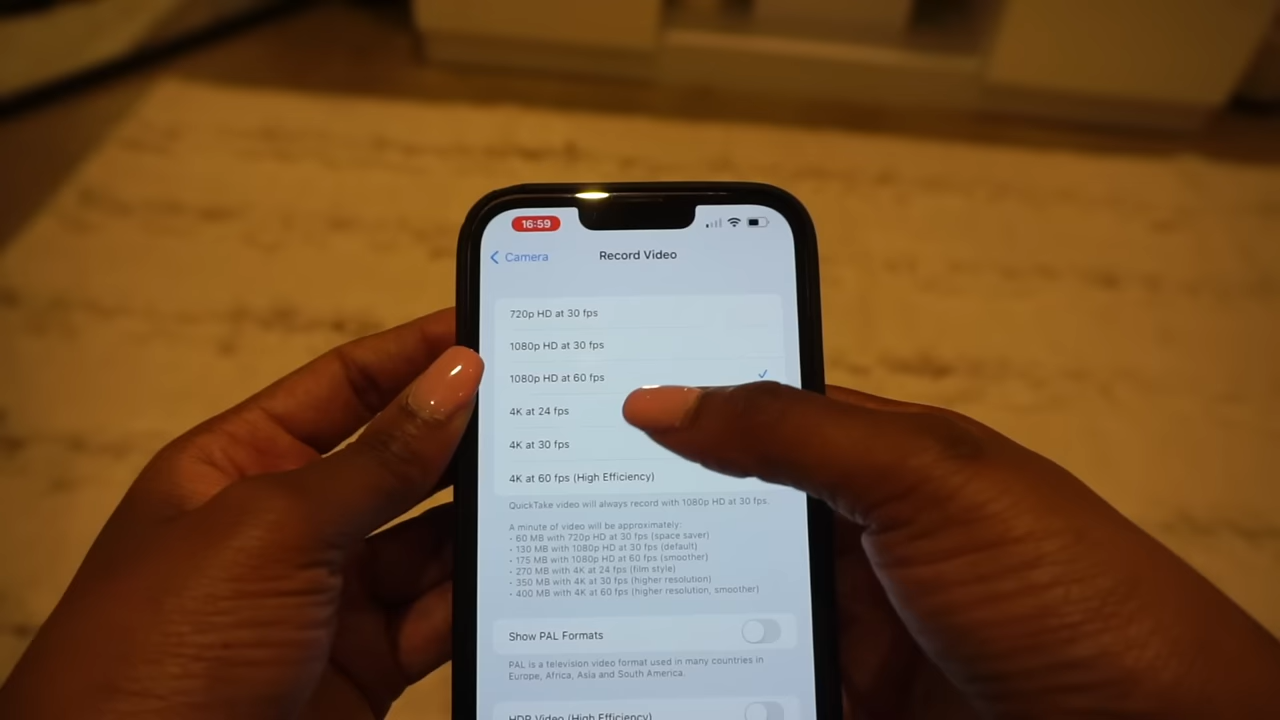 16:59
Camera
Record Video
720p HD at 30 fps
1080p HD at 30 fps
1080p HD at 60 fps
4K at 24 fps
4K at 30 fps
4K at 60 fps (High Efficiency)
QuickTake video will always record with 1080p HD at 30 fps.
A minute of video will be approximately:
• 60 MB with 720p HD at 30 fps (space saver)
• 130 MB with 1080p HD at 30 fps (default)
• 175 MB with 1080p HD at 60 fps (smoother)
• 270 MB with 4K at 24 fps (film style)
• 350 MB with 4K at 30 fps (higher resolution)
• 400 MB with 4K at 60 fps (higher resolution, smoother)
Show PAL Formats
PAL is a television video format used in many countries in
Europe, Africa, Asia and South America.
HDR Video (High Efficiency)